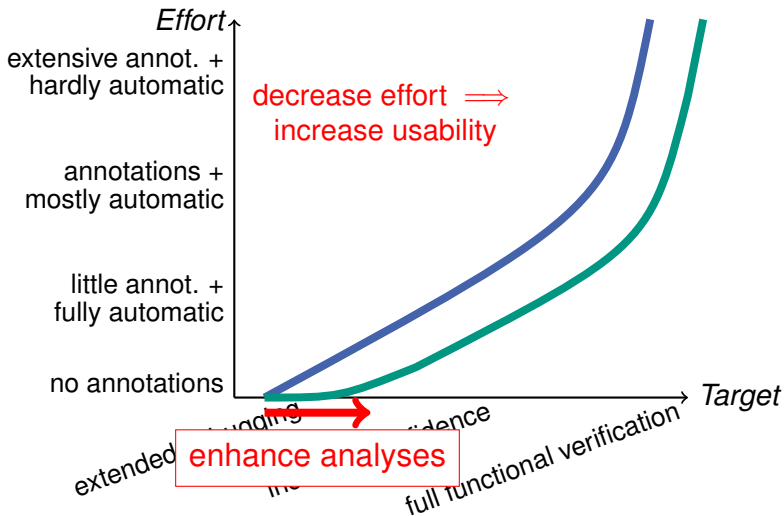 Effort
extensive annot. +
hardly automatic
decrease effort ⟹
increase usability
annotations +
mostly automatic
little annot. +
fully automatic
no annotations
Target
extended
enhance analyses
full functional verification